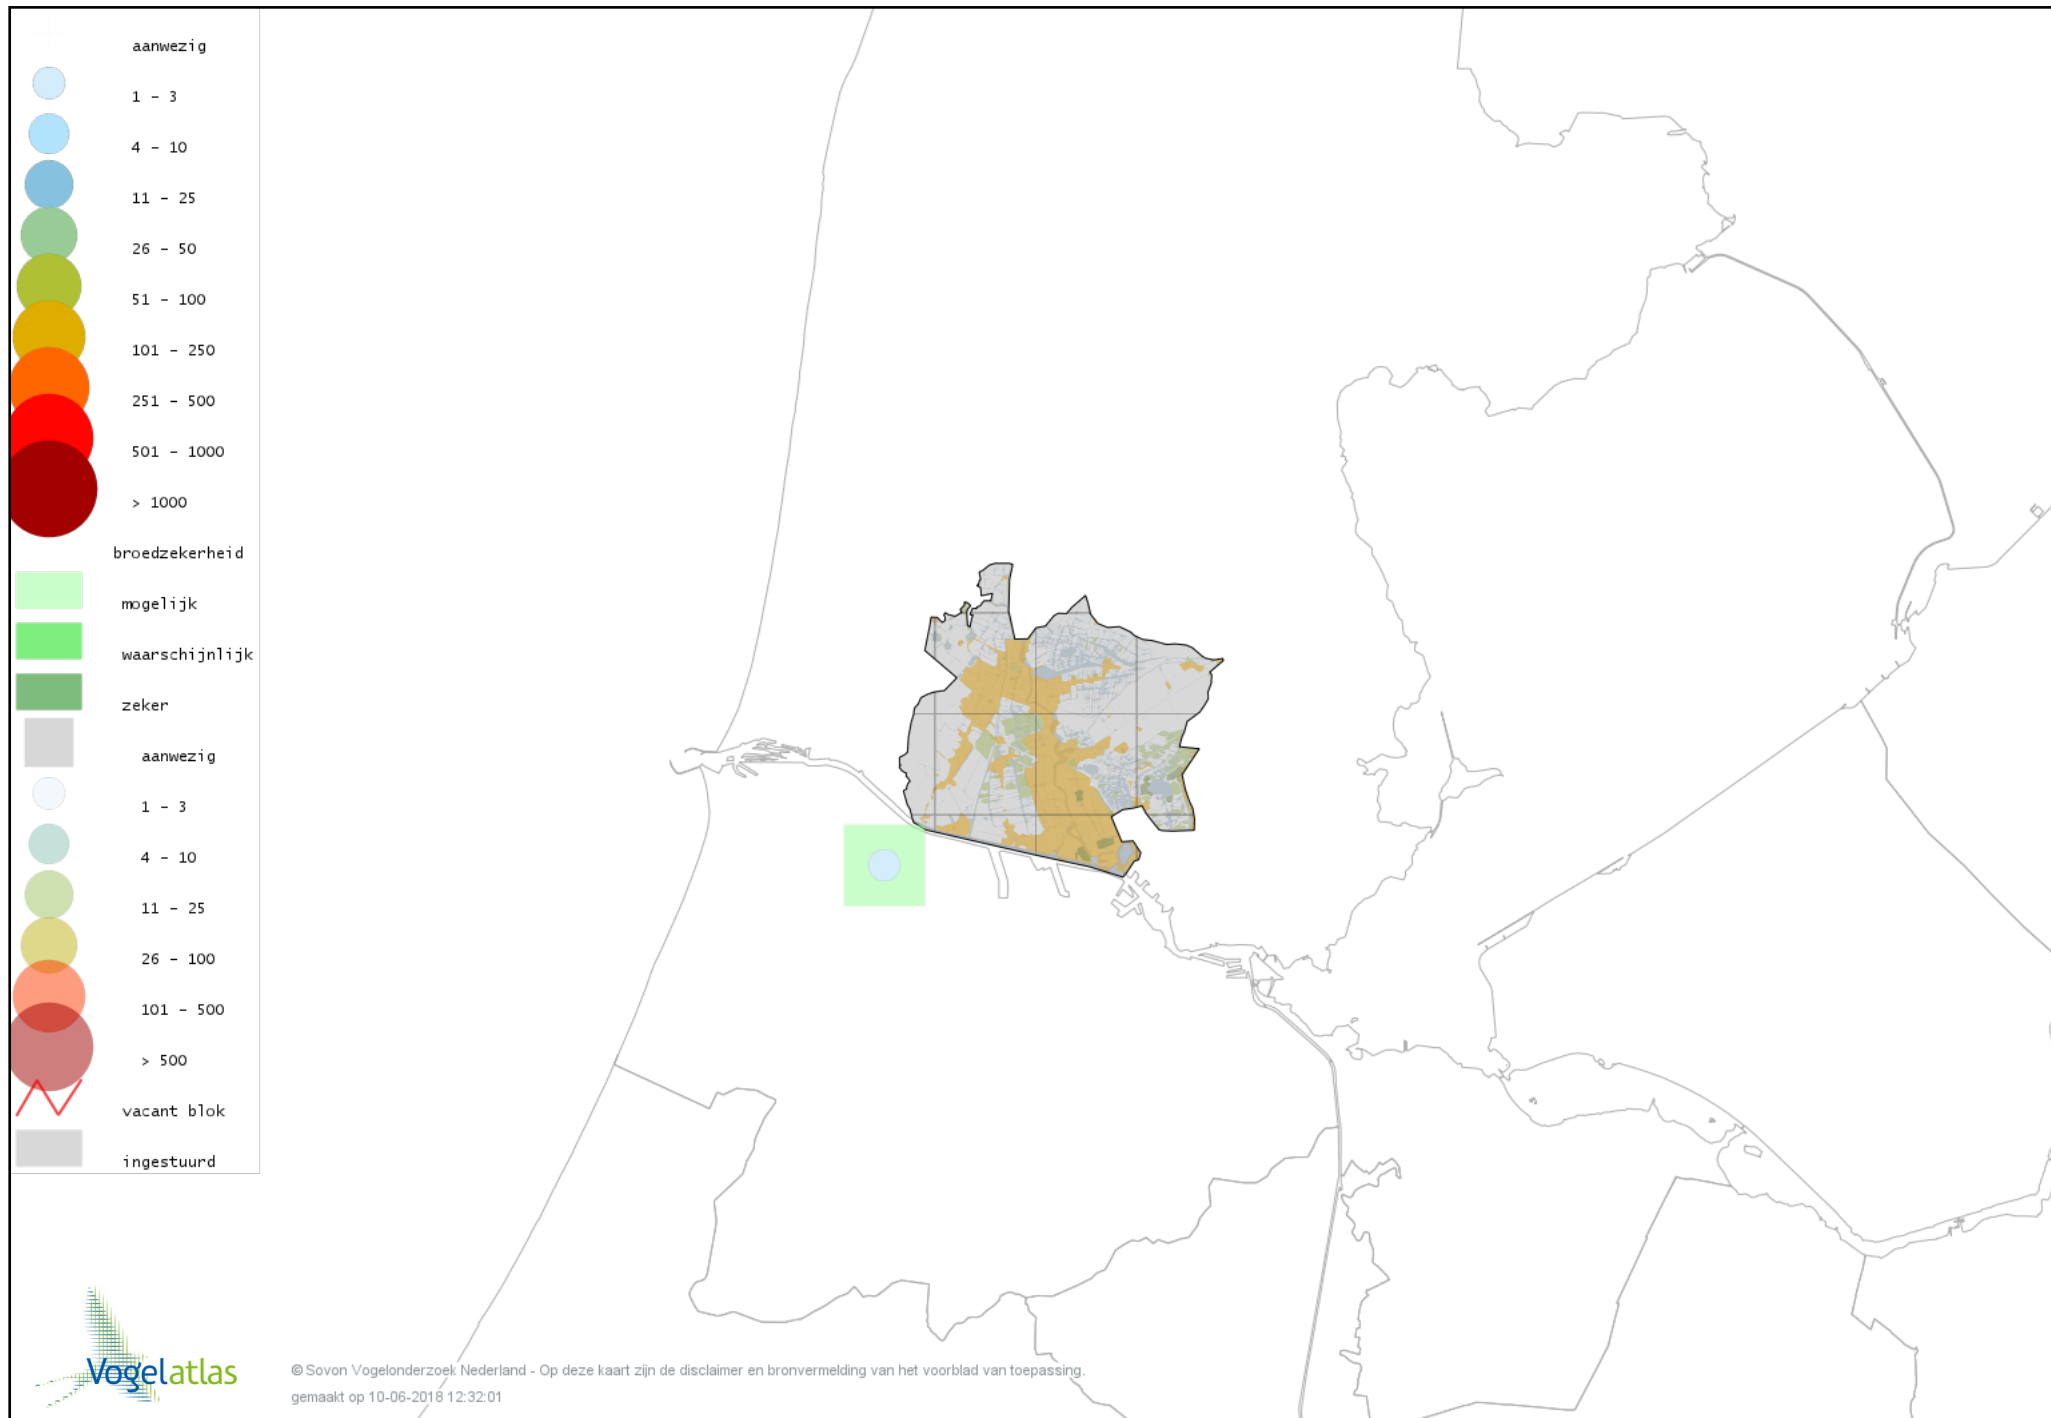 aanwezig
1 – 3
4 – 10
11 – 25
26 – 50
51 – 100
101 – 250
251 – 500
501 – 1000
> 1000
broedzekerheid
mogelijk
waarschijnlijk
zeker
aanwezig
1 – 3
4 – 10
11 – 25
26 – 100
101 – 500
> 500
vacant blok
ingestuurd
Vogelatlas
© Sovon Vogelonderzoek Nederland - Op deze kaart zijn de disclaimer en bronvermelding van het voorblad van toepassing.
gemaakt op 10-06-2018 12:32:01